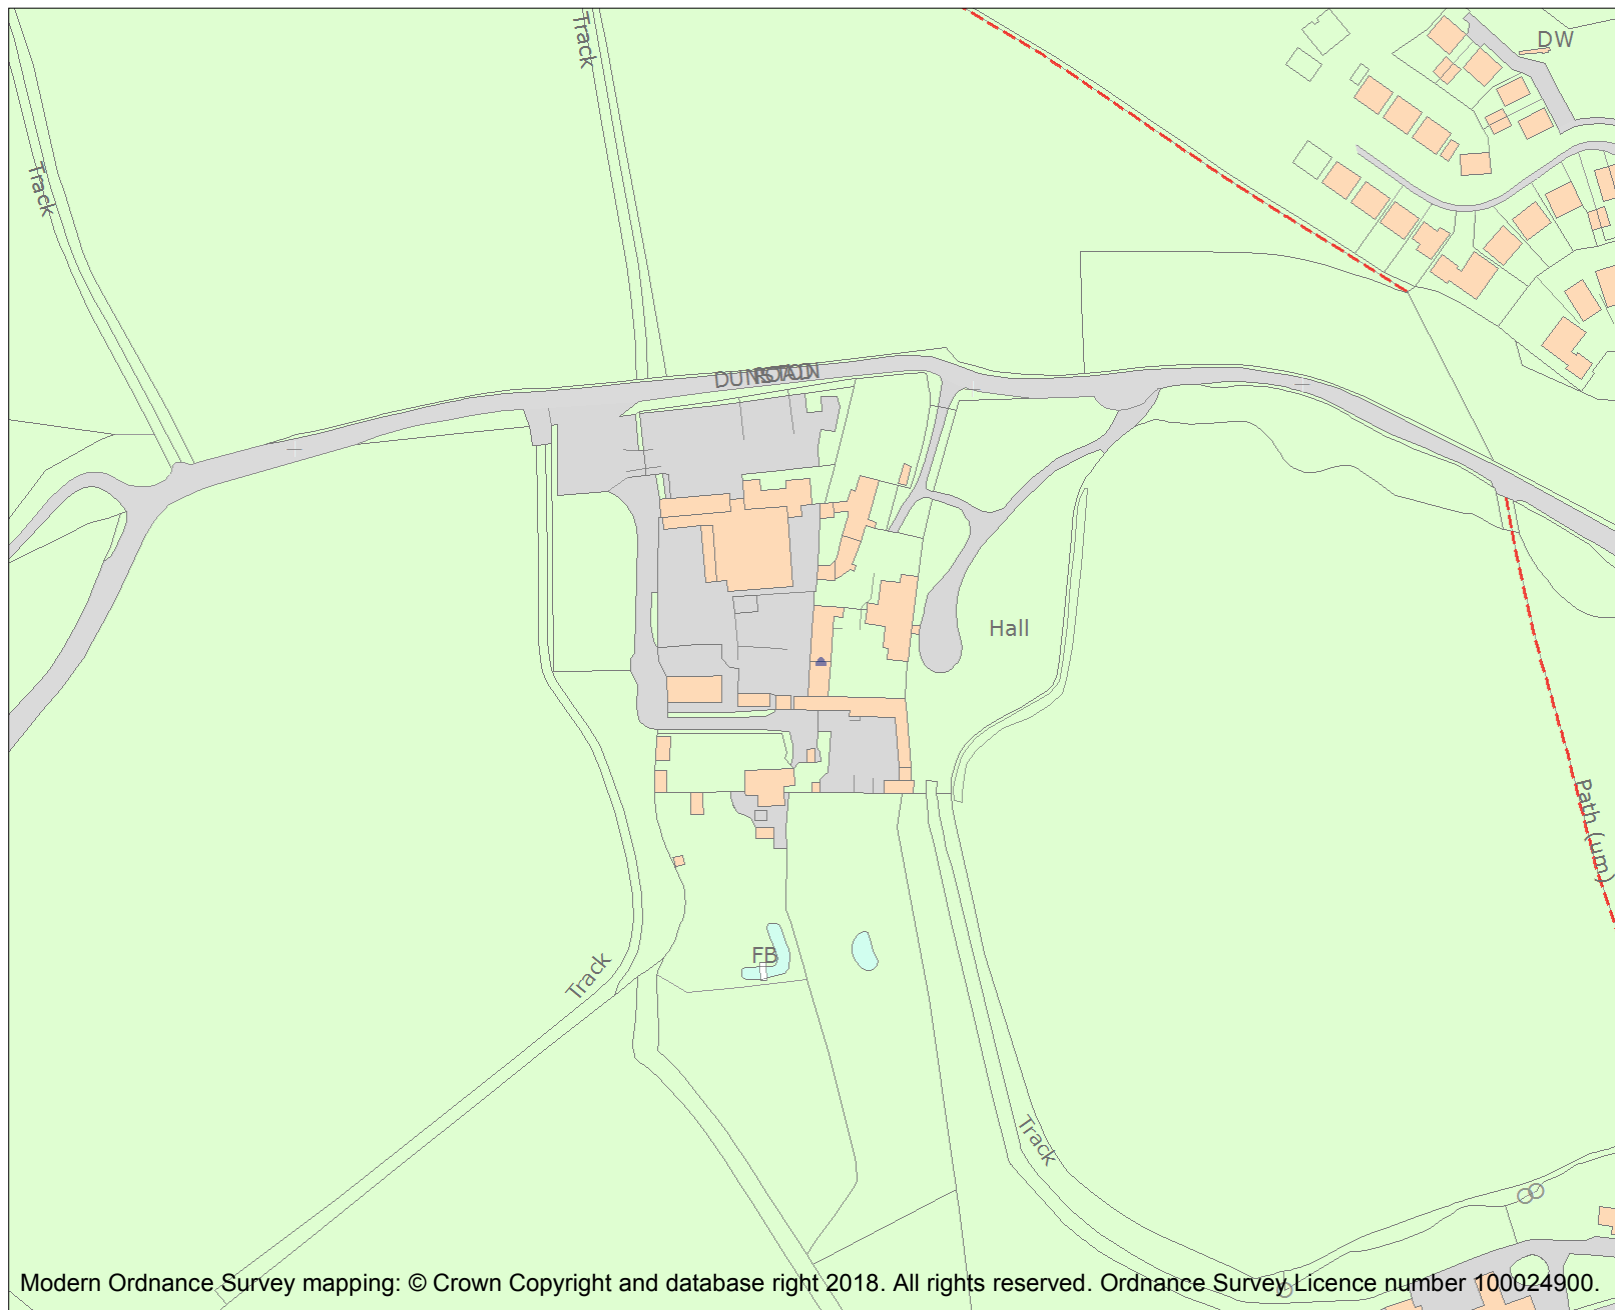 Track
DW
Track
DUNSTAN
ROAD
Hall
Path (um)
FB
Track
Track
Modern Ordnance Survey mapping: © Crown Copyright and database right 2018. All rights reserved. Ordnance Survey Licence number 100024900.